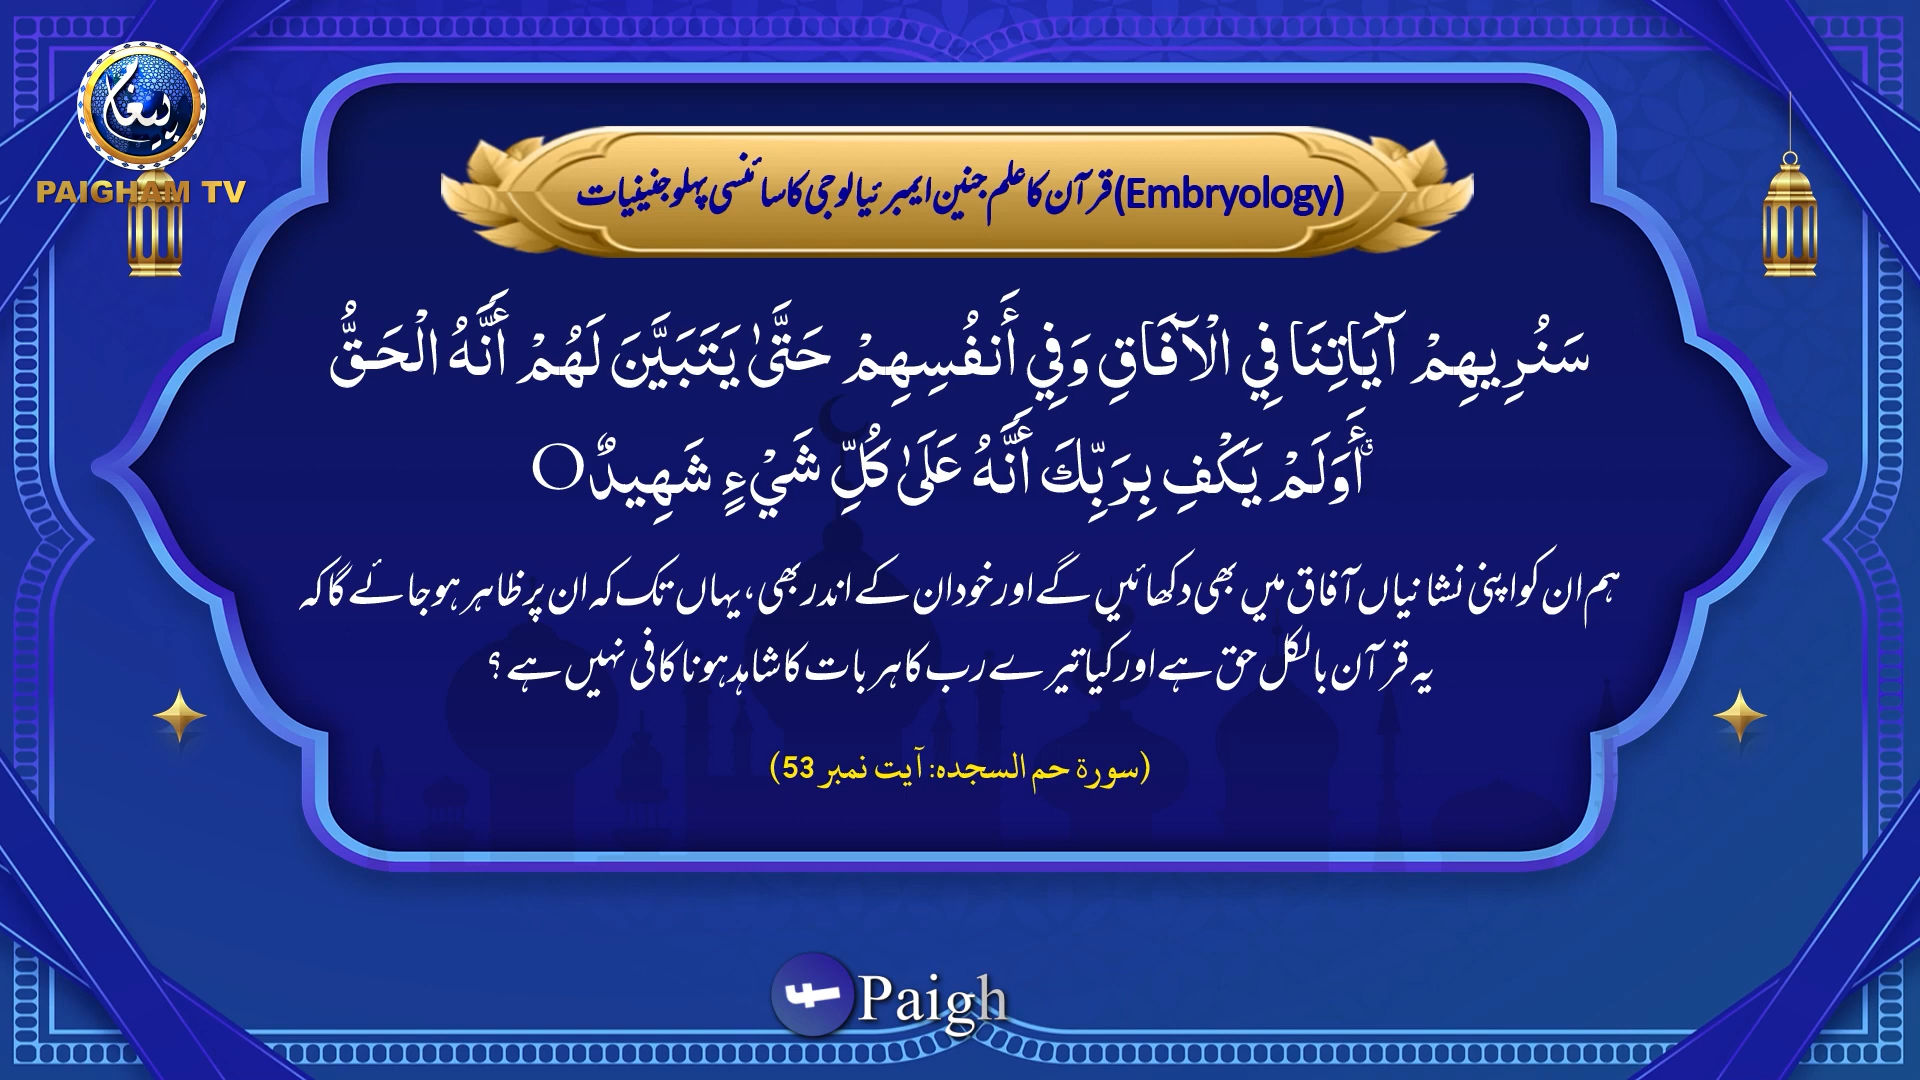 پیغام
PAIGHAM TV
قرآن کا علم جنین ایمبر ئیالوجی کا سائنسی پہلو جنینیات (Embryology)
سَنُرِيهِمْ آيَاتِنَا فِي الْآفَاقِ وَفِي أَنفُسِهِمْ حَتَّىٰ يَتَبَيَّنَ لَهُمْ أَنَّهُ الْحَقُّ
ۗ أَوَلَمْ يَكْفِ بِرَبِّكَ أَنَّهُ عَلَىٰ كُلِّ شَيْءٍ شَهِيدٌ○
ہم ان کو اپنی نشانیاں آفاق میں بھی دکھائیں گے اور خود ان کے اندر بھی، یہاں تک کہ ان پر ظاہر ہو جائے گا کہ
یہ قرآن بالکل حق ہے اور کیا تیرے رب کا ہر بات کا شاہد ہونا کافی نہیں ہے ؟
(سورۃ حم السجدہ: آیت نمبر 53)
Paigh